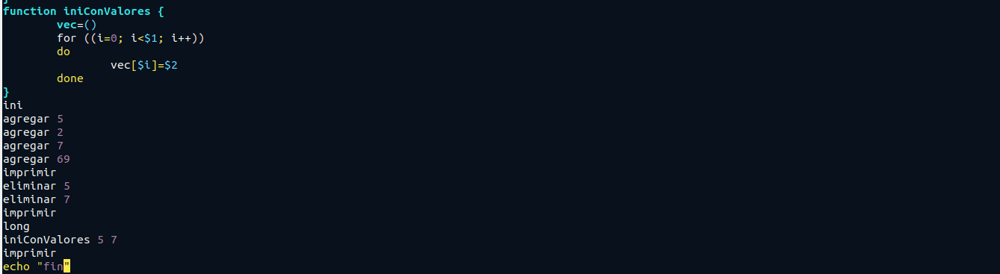 }
function iniConValores {
        vec=()
        for ((i=0; i<$1; i++))
        do
                vec[$i]=$2
        done
}
ini
agregar 5
agregar 2
agregar 7
agregar 69
imprimir
eliminar 5
eliminar 7
imprimir
long
iniConValores 5 7
imprimir
echo "fin"